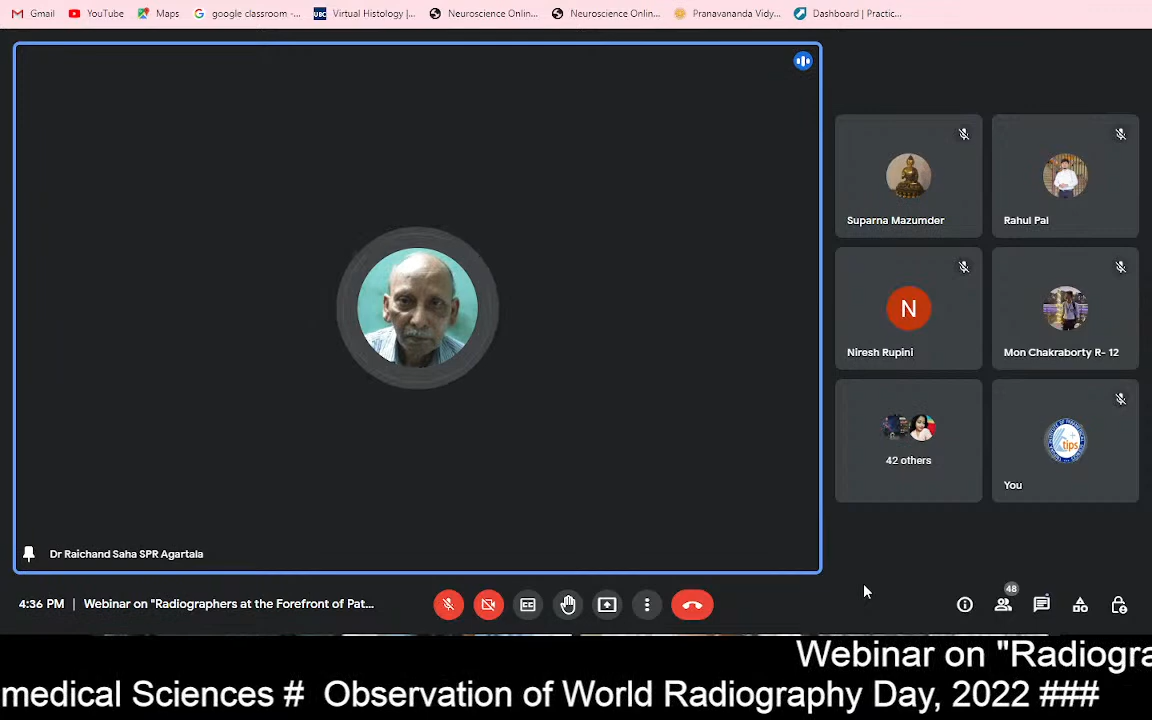 Gmail
YouTube
Maps
google classroom -...
UBC
Virtual Histology |...
Neuroscience Onlin...
Neuroscience Onlin...
Pranavananda Vidy...
Dashboard | Practic...
Suparna Mazumder
Rahul Pal
N
Niresh Rupini
Mon Chakraborty R- 12
42 others
tips
You
Dr Raichand Saha SPR Agartala
4:36 PM | Webinar on "Radiographers at the Forefront of Pat...
48
Webinar on "Radiogra
medical Sciences # Observation of World Radiography Day, 2022 ###